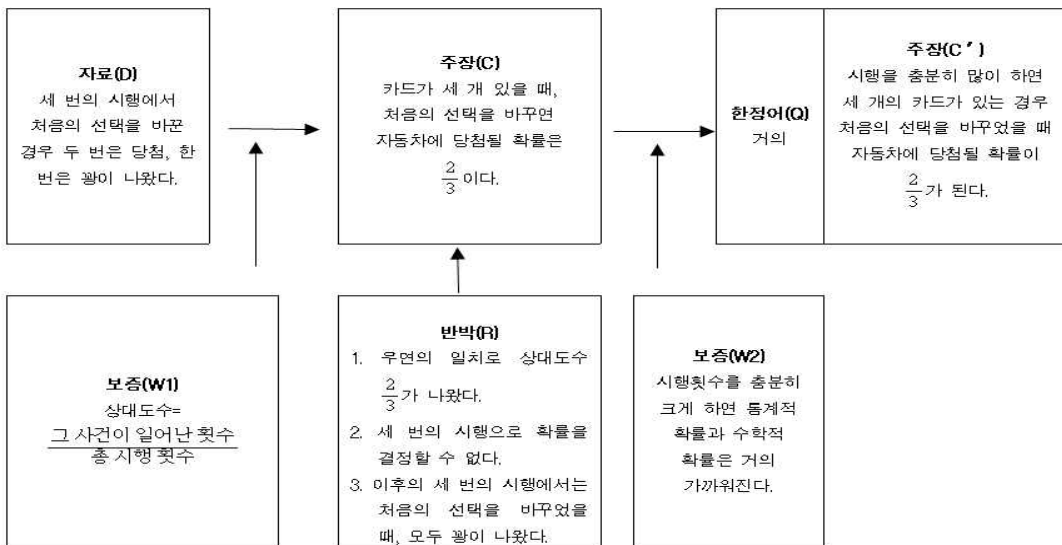 자료(D)
세 번의 시행에서
처음의 선택을 바꾼
경우 두 번은 당첨, 한
번은 꽝이 나왔다.
주장(C)
카드가 세 개 있을 때,
처음의 선택을 바꾸면
자동차에 당첨될 확률은
2/3 이다.
한정어(Q)
거의
주장(C′)
시행을 충분히 많이 하면
세 개의 카드가 있는 경우
처음의 선택을 바꾸었을 때
자동차에 당첨될 확률이
2/3가 된다.
보증(W1)
상대도수=
그 사건이 일어난 횟수
총 시행 횟수
반박(R)
1. 우연의 일치로 상대도수
2/3가 나왔다.
2. 세 번의 시행으로 확률을
결정할 수 없다.
3. 이후의 세 번의 시행에서는
처음의 선택을 바꾸었을
때, 모두 꽝이 나왔다.
보증(W2)
시행횟수를 충분히
크게 하면 통계적
확률과 수학적
확률은 거의
가까워진다.